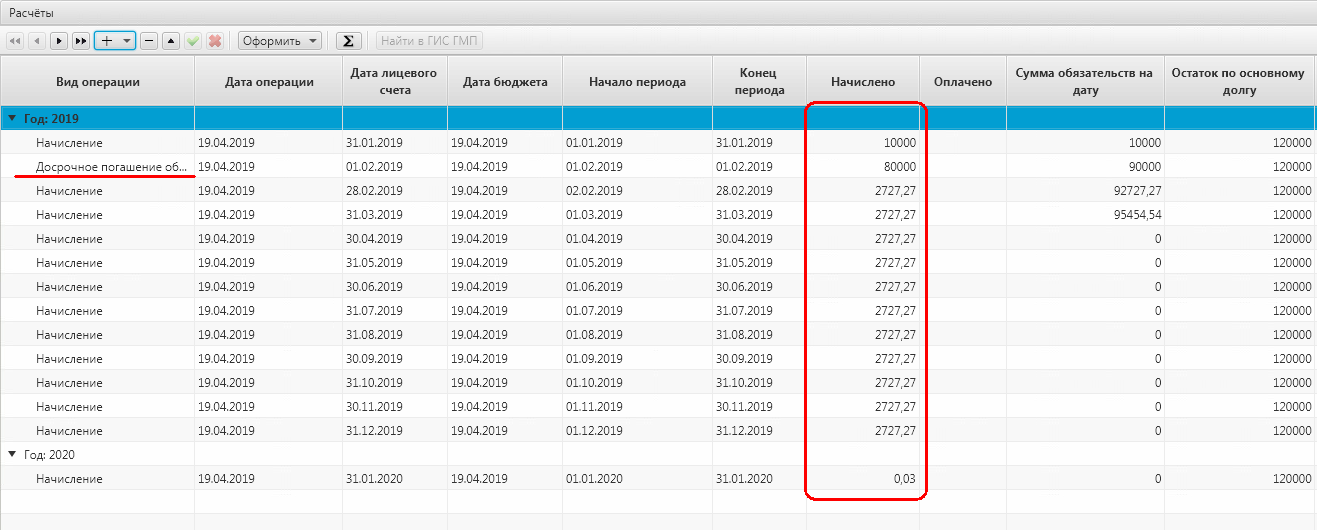 Расчёты
Оформить Σ Найти в ГИС ГМП
Вид операции Дата операции Дата лицевого счета Дата бюджета Начало периода Конец периода Начислено Оплачено Сумма обязательств на дату Остаток по основному долгу
Год: 2019
Начисление 19.04.2019 31.01.2019 19.04.2019 01.01.2019 31.01.2019 10000 10000 120000
Досрочное погашение об... 19.04.2019 01.02.2019 19.04.2019 01.02.2019 01.02.2019 80000 90000 120000
Начисление 19.04.2019 28.02.2019 19.04.2019 02.02.2019 28.02.2019 2727,27 92727,27 120000
Начисление 19.04.2019 31.03.2019 19.04.2019 01.03.2019 31.03.2019 2727,27 95454,54 120000
Начисление 19.04.2019 30.04.2019 19.04.2019 01.04.2019 30.04.2019 2727,27 0 120000
Начисление 19.04.2019 31.05.2019 19.04.2019 01.05.2019 31.05.2019 2727,27 0 120000
Начисление 19.04.2019 30.06.2019 19.04.2019 01.06.2019 30.06.2019 2727,27 0 120000
Начисление 19.04.2019 31.07.2019 19.04.2019 01.07.2019 31.07.2019 2727,27 0 120000
Начисление 19.04.2019 31.08.2019 19.04.2019 01.08.2019 31.08.2019 2727,27 0 120000
Начисление 19.04.2019 30.09.2019 19.04.2019 01.09.2019 30.09.2019 2727,27 0 120000
Начисление 19.04.2019 31.10.2019 19.04.2019 01.10.2019 31.10.2019 2727,27 0 120000
Начисление 19.04.2019 30.11.2019 19.04.2019 01.11.2019 30.11.2019 2727,27 0 120000
Начисление 19.04.2019 31.12.2019 19.04.2019 01.12.2019 31.12.2019 2727,27 0 120000
Год: 2020
Начисление 19.04.2019 31.01.2020 19.04.2019 01.01.2020 31.01.2020 0,03 0 120000